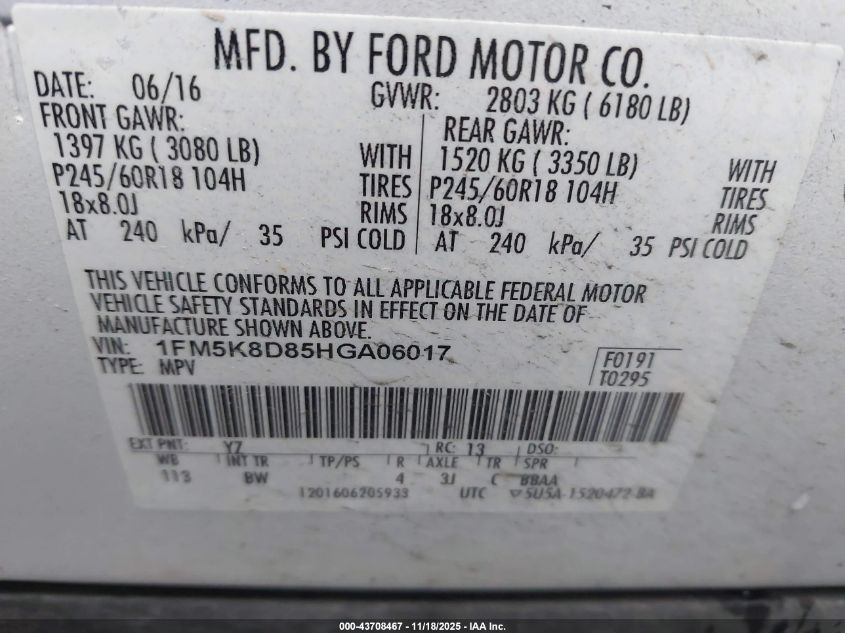 MFD. BY FORD MOTOR CO.
DATE: 06/16 GVWR: 2803 KG ( 6180 LB)
FRONT GAWR: REAR GAWR:
1397 KG ( 3080 LB) WITH 1520 KG ( 3350 LB) WITH
P245/60R18 104H TIRES P245/60R18 104H TIRES
18x8.0J RIMS 18x8.0J RIMS
AT 240 kPa/ 35 PSI COLD AT 240 kPa/ 35 PSI COLD
THIS VEHICLE CONFORMS TO ALL APPLICABLE FEDERAL MOTOR
VEHICLE SAFETY STANDARDS IN EFFECT ON THE DATE OF
MANUFACTURE SHOWN ABOVE.
VIN: 1FM5K8D85HGA06017 F0191
TYPE: MPV T0295
EXT PNT: Y7 RC: 13 DSO:
WB INT TR TP/PS R AXLE TR SPR
113 BW 4 3J C BBAA
1201606205933 UTC 5U5A-1520472-BA
000-43708467 - 11/18/2025 - IAA Inc.